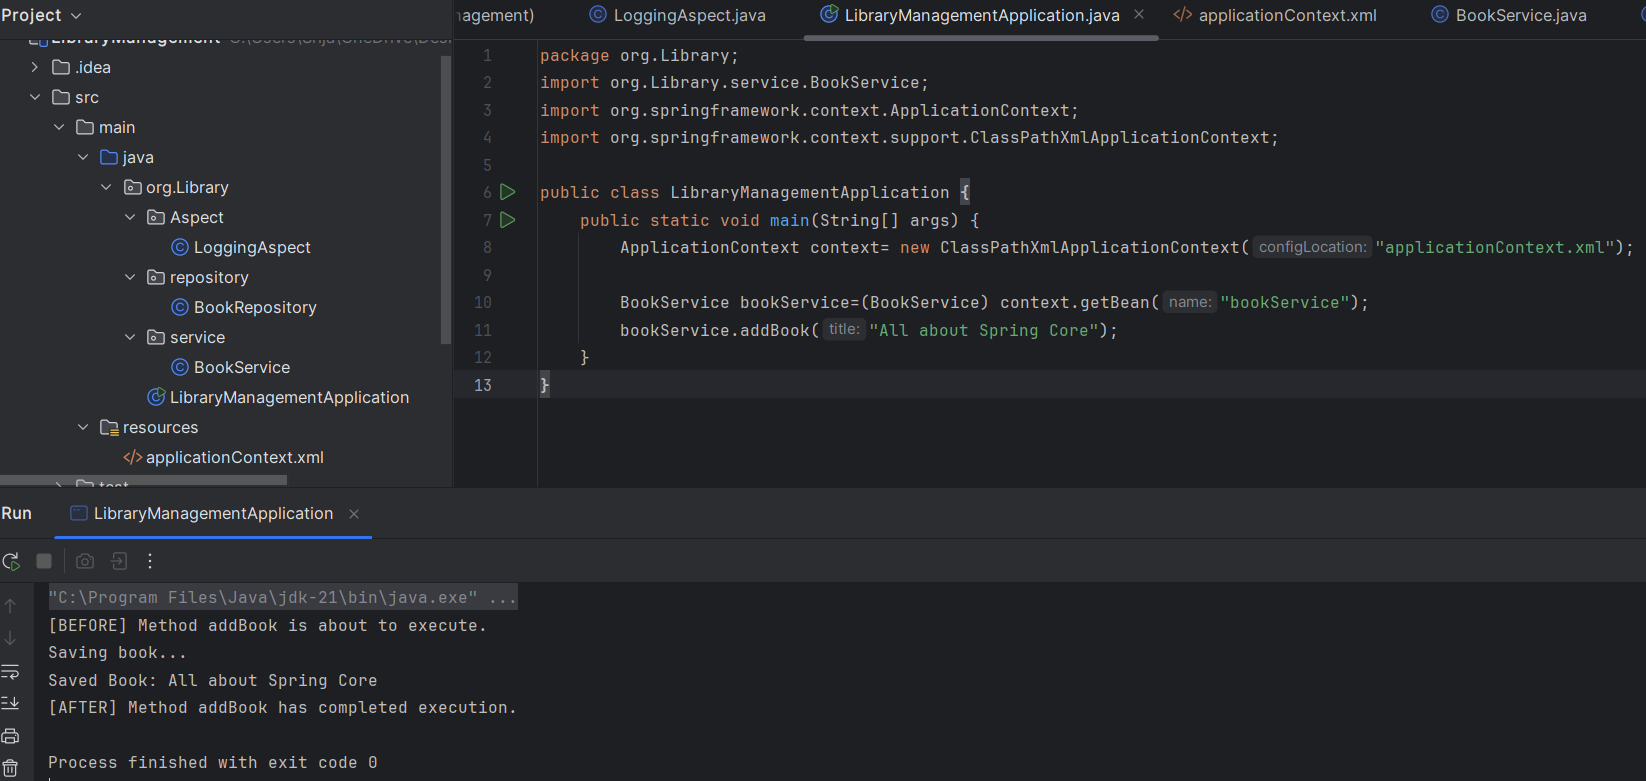 Project
agement)
LoggingAspect.java
LibraryManagementApplication.java
applicationContext.xml
BookService.java
.idea
src
main
java
org.Library
Aspect
LoggingAspect
repository
BookRepository
service
BookService
LibraryManagementApplication
resources
applicationContext.xml
1 package org.Library;
2 import org.Library.service.BookService;
3 import org.springframework.context.ApplicationContext;
4 import org.springframework.context.support.ClassPathXmlApplicationContext;
5
6 public class LibraryManagementApplication {
7 public static void main(String[] args) {
8 ApplicationContext context= new ClassPathXmlApplicationContext( configLocation: "applicationContext.xml");
9
10 BookService bookService=(BookService) context.getBean( name: "bookService");
11 bookService.addBook( title: "All about Spring Core");
12 }
13 }
Run
LibraryManagementApplication
"C:\Program Files\Java\jdk-21\bin\java.exe" ...
[BEFORE] Method addBook is about to execute.
Saving book...
Saved Book: All about Spring Core
[AFTER] Method addBook has completed execution.
Process finished with exit code 0